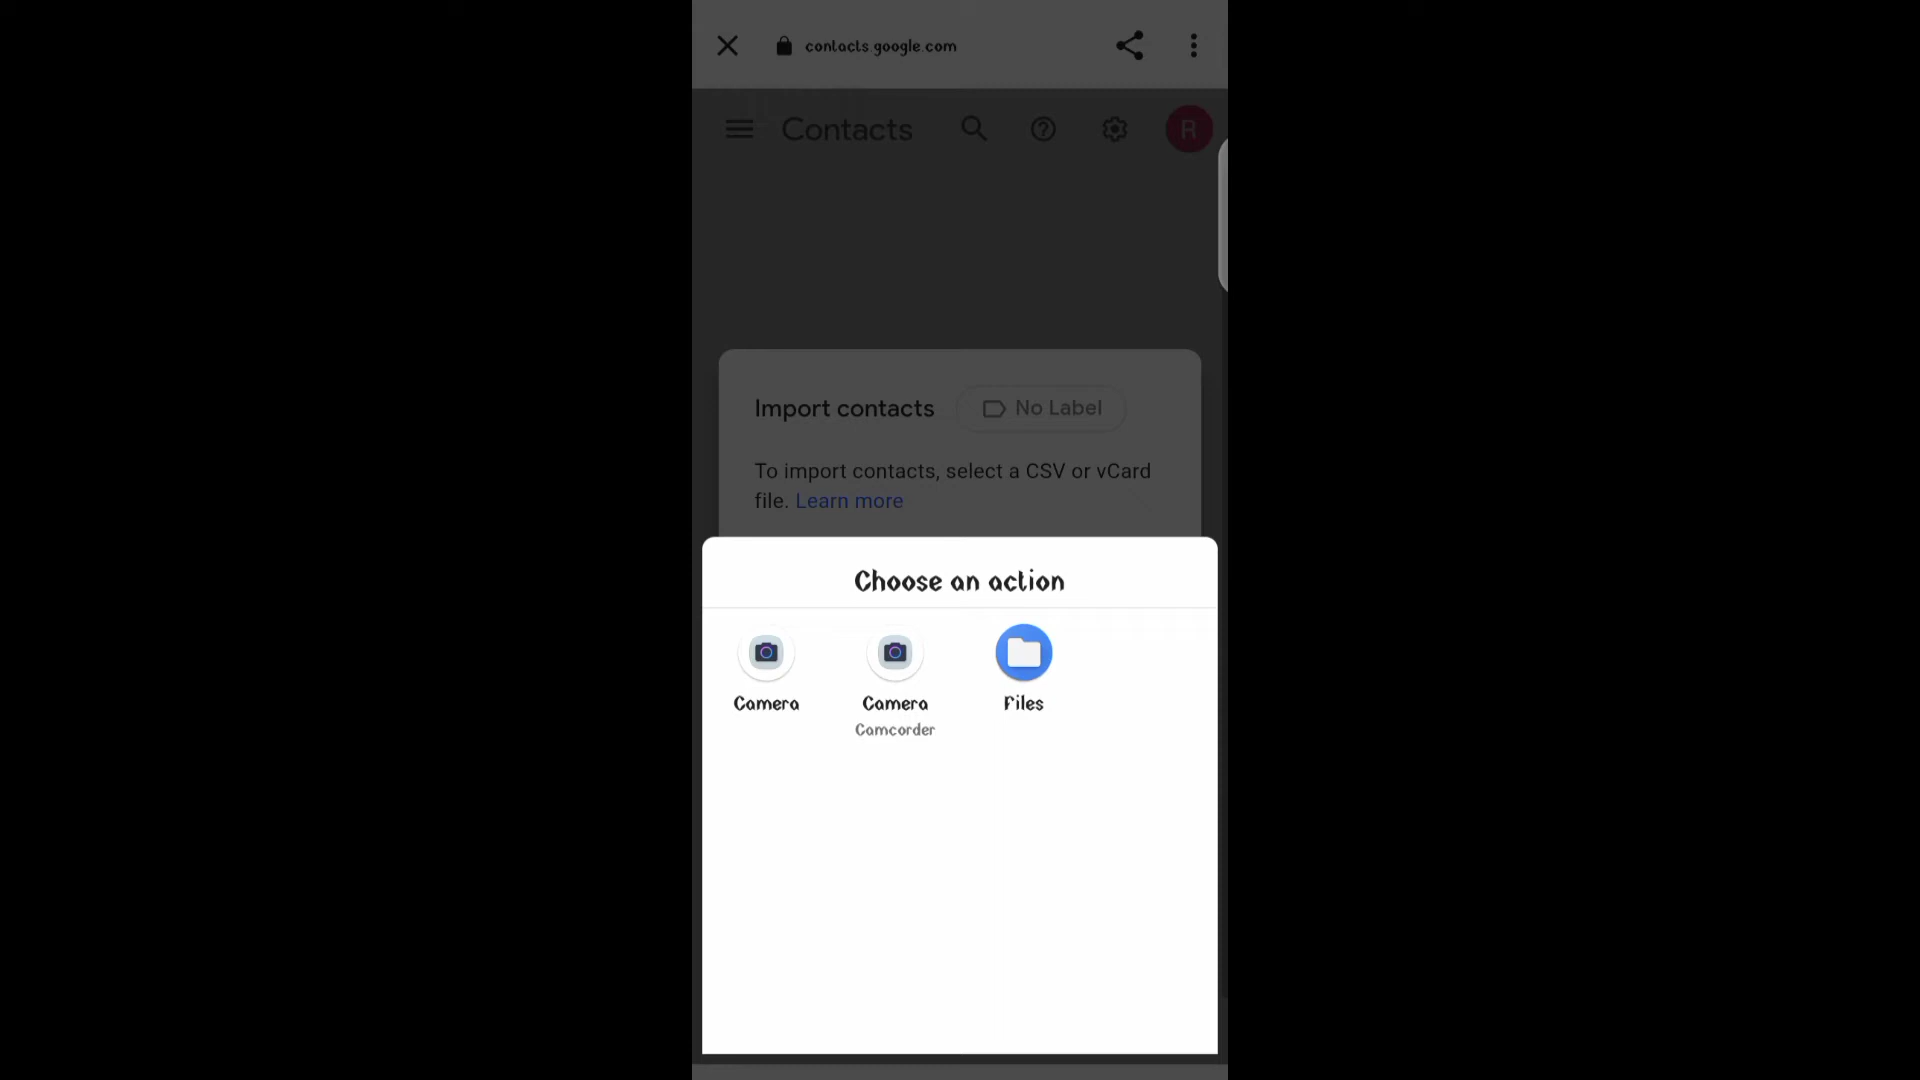 contacts.google.com
Contacts
R
Import contacts
No Label
To import contacts, select a CSV or vCard
file. Learn more
Choose an action
Camera
Camera
Files
Camcorder